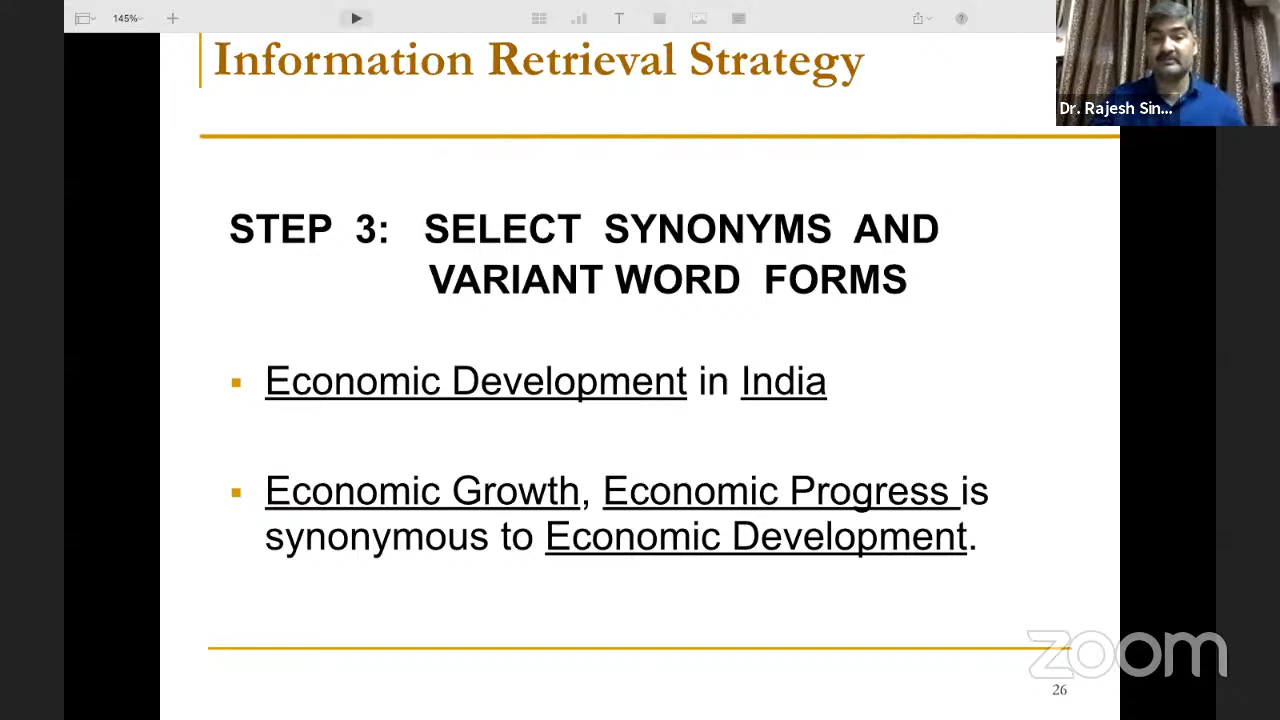 145%
T
?
Information Retrieval Strategy
Dr. Rajesh Sin...
STEP 3: SELECT SYNONYMS AND
VARIANT WORD FORMS
▪ Economic Development in India
▪ Economic Growth, Economic Progress is
synonymous to Economic Development.
zoom
26